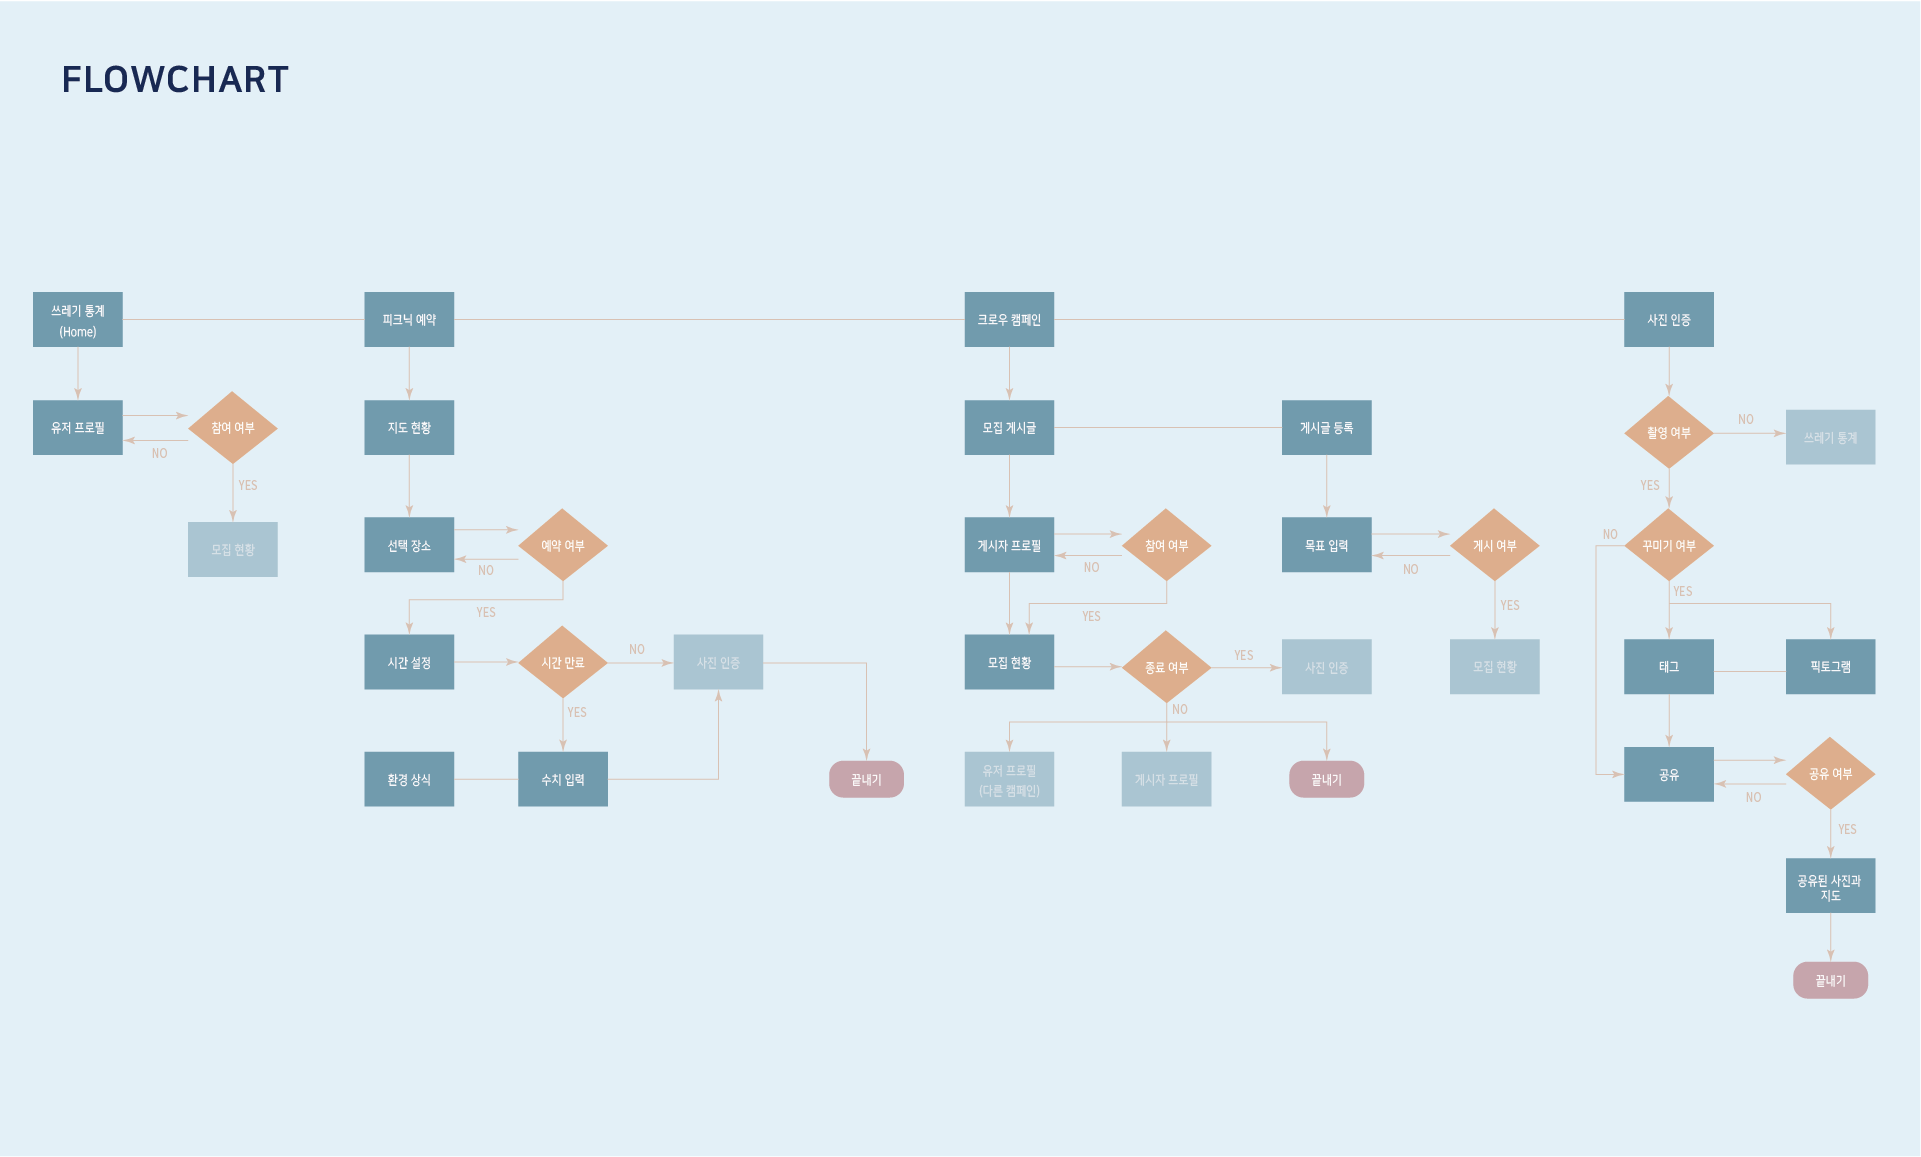 FLOWCHART
쓰레기 통계
(Home)
피크닉 예약
크로우 캠페인
사진 인증
유저 프로필
참여 여부
NO
YES
모집 현황
지도 현황
선택 장소
예약 여부
NO
YES
시간 설정
시간 만료
NO
사진 인증
YES
환경 상식
수치 입력
끝내기
모집 게시글
게시글 등록
게시자 프로필
참여 여부
NO
YES
목표 입력
게시 여부
NO
YES
모집 현황
모집 현황
종료 여부
YES
사진 인증
NO
유저 프로필
(다른 캠페인)
게시자 프로필
끝내기
촬영 여부
NO
쓰레기 통계
YES
꾸미기 여부
NO
YES
태그
픽토그램
공유
공유 여부
NO
YES
공유된 사진과
지도
끝내기